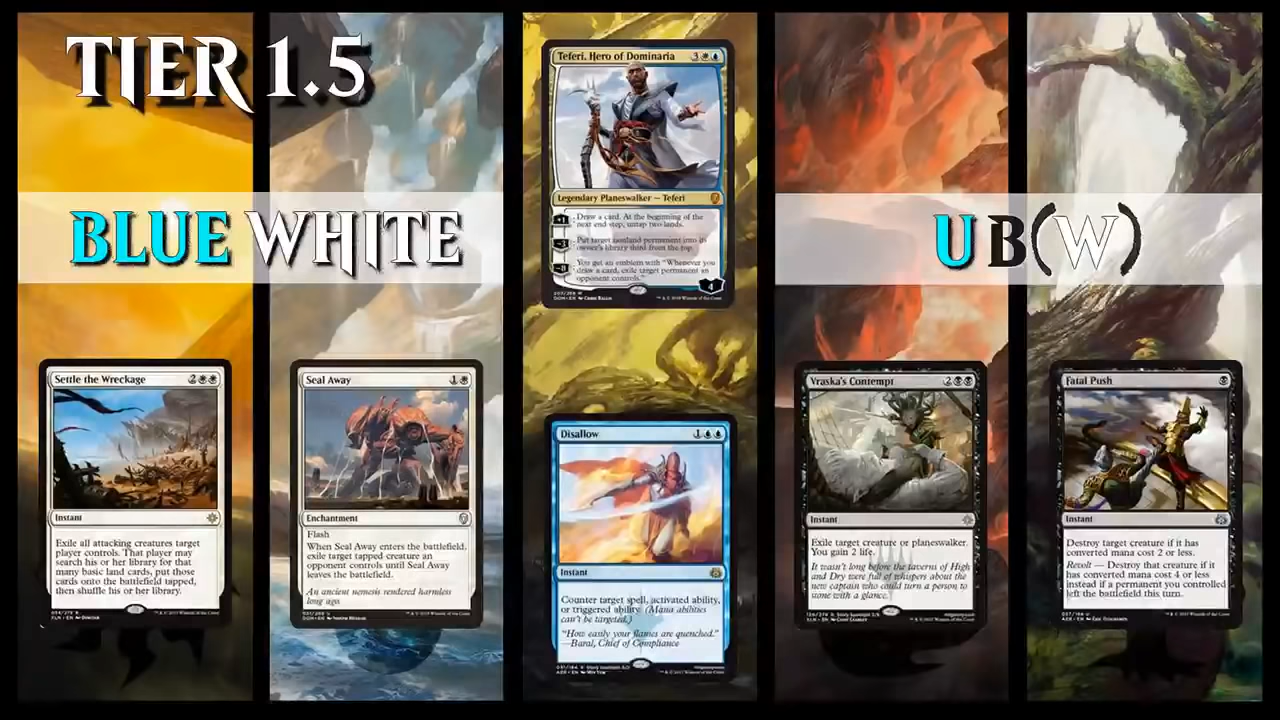 TIER 1.5
BLUE WHITE
U B(W)
Teferi, Hero of Dominaria
Legendary Planeswalker — Teferi
+1
Draw a card. At the beginning of the
next end step, untap two lands.
-3
Put target nonland permanent into its
owner's library third from the top.
-8
You get an emblem with "Whenever you
draw a card, exile target permanent an
opponent controls."
4
Settle the Wreckage
2
Instant
Exile all attacking creatures target
player controls. That player may
search his or her library for that
many basic land cards, put those
cards onto the battlefield tapped,
then shuffle his or her library.
Seal Away
1
Enchantment
Flash
When Seal Away enters the battlefield,
exile target tapped creature an
opponent controls until Seal Away
leaves the battlefield.
An ancient nemesis rendered harmless
long ago.
Disallow
1
Instant
Counter target spell, activated ability,
or triggered ability. (Mana abilities
can't be targeted.)
"How easily your flames are quenched."
—Baral, Chief of Compliance
Vraska's Contempt
2
Instant
Exile target creature or planeswalker.
You gain 2 life.
It wasn't long before the taverns of High
and Dry were full of whispers about the
new captain who could turn a person to
stone with a glance.
Fatal Push
Instant
Destroy target creature if it has
converted mana cost 2 or less.
Revolt — Destroy that creature if it
has converted mana cost 4 or less
instead if a permanent you controlled
left the battlefield this turn.